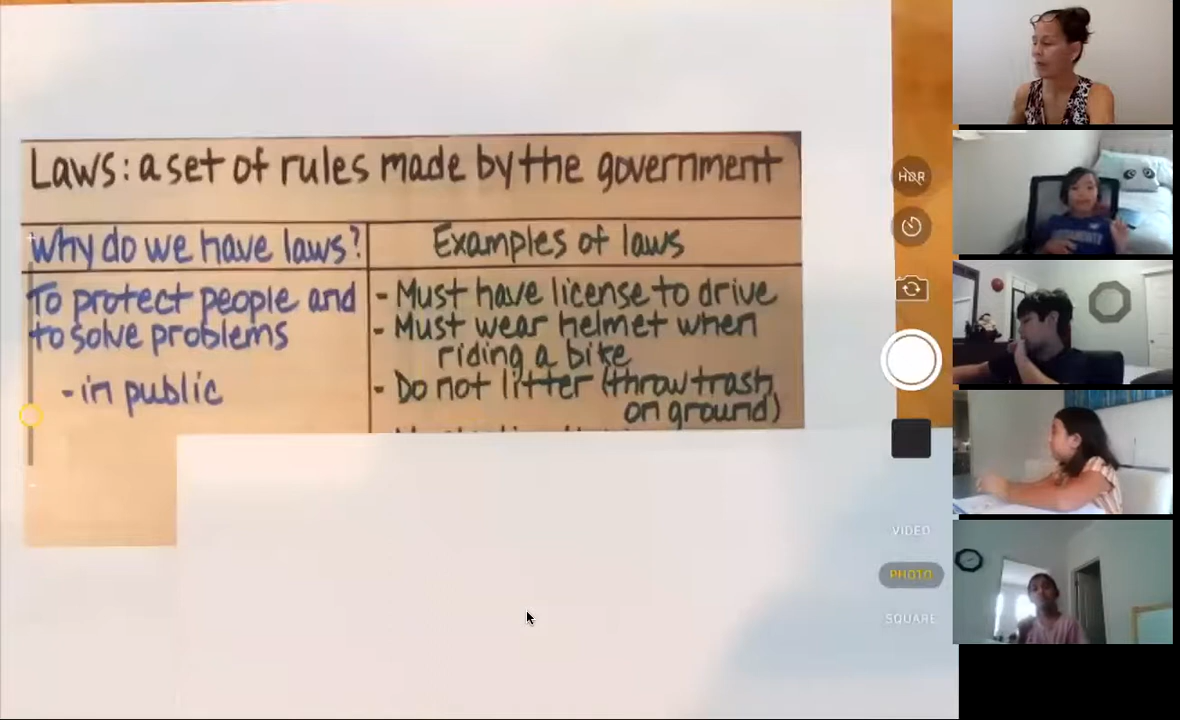 Laws: a set of rules made by the government
Why do we have laws?
Examples of laws
To protect people and
to solve problems
- in public
- Must have license to drive
- Must wear helmet when
riding a bike
- Do not litter (throw trash
on ground)
HDR
VIDEO
PHOTO
SQUARE